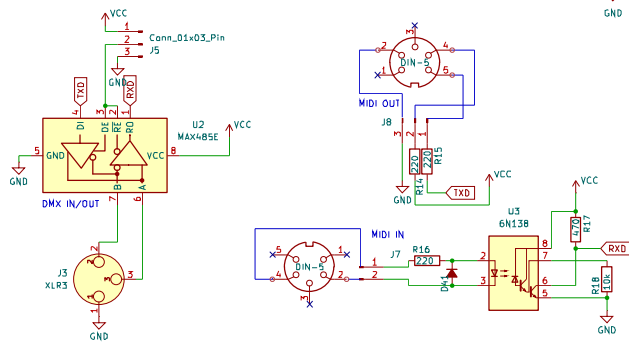 GND
VCC
1
2
3
Conn_01x03_Pin
J5
GND
TXD
RXD
4
3
2
1
DI
DE
RE
RO
U2
MAX485E
VCC
5
GND
VCC
8
GND
B
A
DMX IN/OUT
7
6
2
J3
XLR3
2
3
3
1
1
GND
3
2
4
DIN-5
1
5
MIDI OUT
J8
3
2
1
220
220
R15
R14
GND
TXD
VCC
MIDI IN
5
1
DIN-5
4
2
3
J7
1
2
R16
220
D41
U3
6N138
2
3
8
7
6
5
VCC
470
R17
RXD
R18
10k
GND